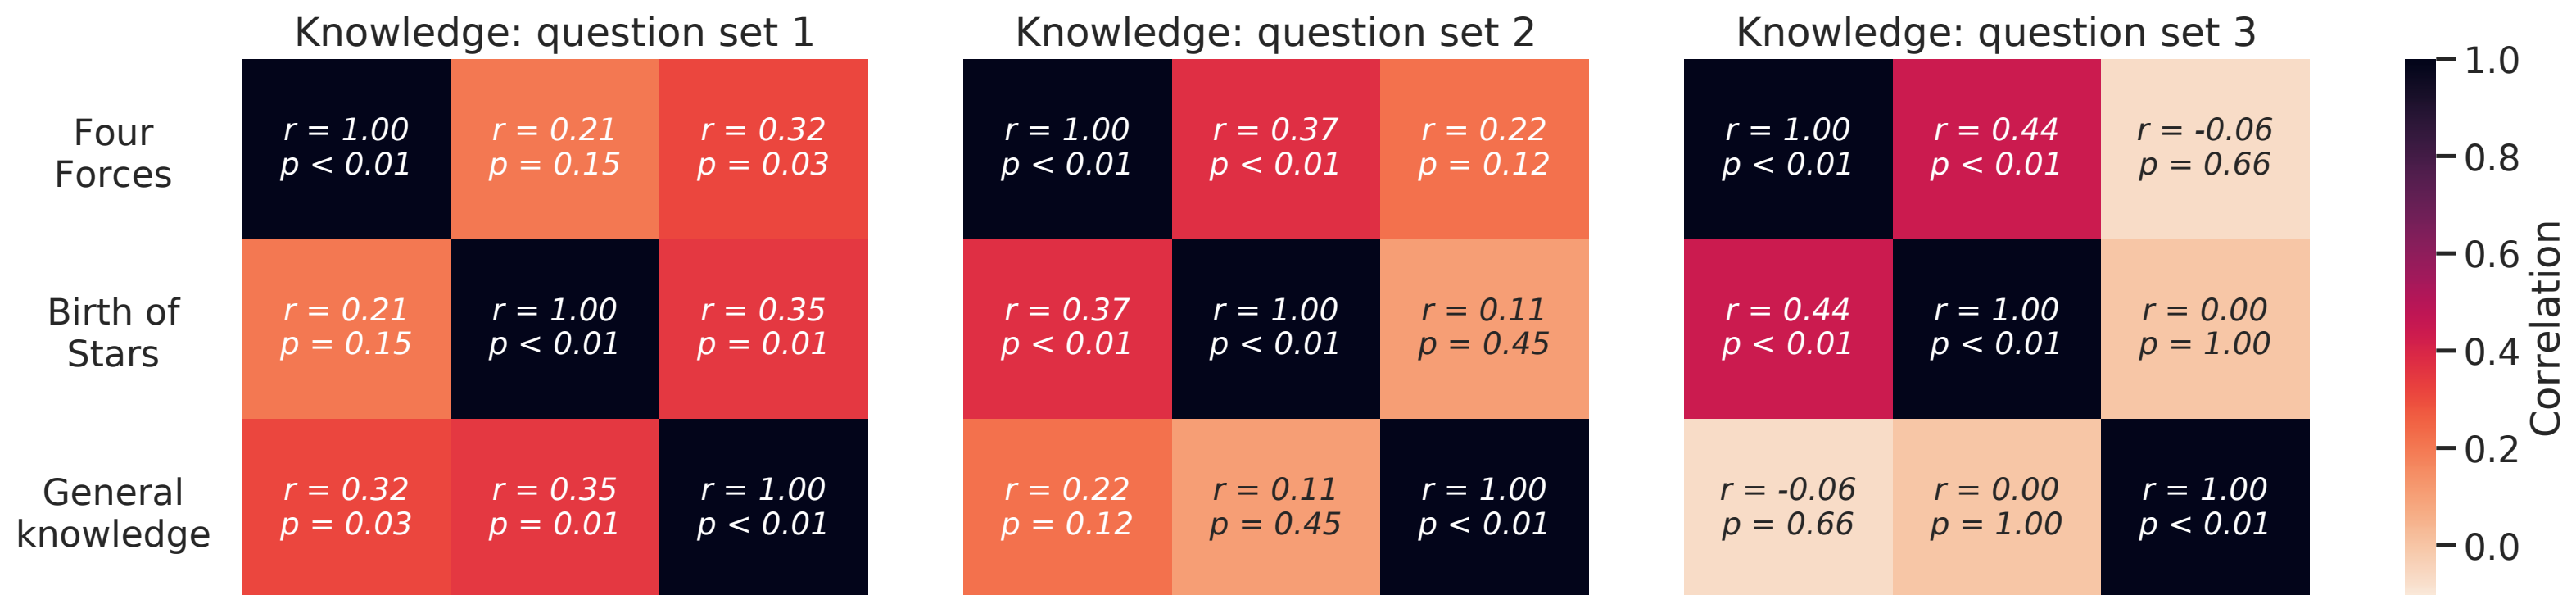 Knowledge: question set 1
Knowledge: question set 2
Knowledge: question set 3
Four
Forces
r = 1.00
p < 0.01
r = 0.21
p = 0.15
r = 0.32
p = 0.03
r = 1.00
p < 0.01
r = 0.37
p < 0.01
r = 0.22
p = 0.12
r = 1.00
p < 0.01
r = 0.44
p < 0.01
r = -0.06
p = 0.66
Birth of
Stars
r = 0.21
p = 0.15
r = 1.00
p < 0.01
r = 0.35
p = 0.01
r = 0.37
p < 0.01
r = 1.00
p < 0.01
r = 0.11
p = 0.45
r = 0.44
p < 0.01
r = 1.00
p < 0.01
r = 0.00
p = 1.00
General
knowledge
r = 0.32
p = 0.03
r = 0.35
p = 0.01
r = 1.00
p < 0.01
r = 0.22
p = 0.12
r = 0.11
p = 0.45
r = 1.00
p < 0.01
r = -0.06
p = 0.66
r = 0.00
p = 1.00
r = 1.00
p < 0.01
1.0
0.8
0.6
0.4
0.2
0.0
Correlation